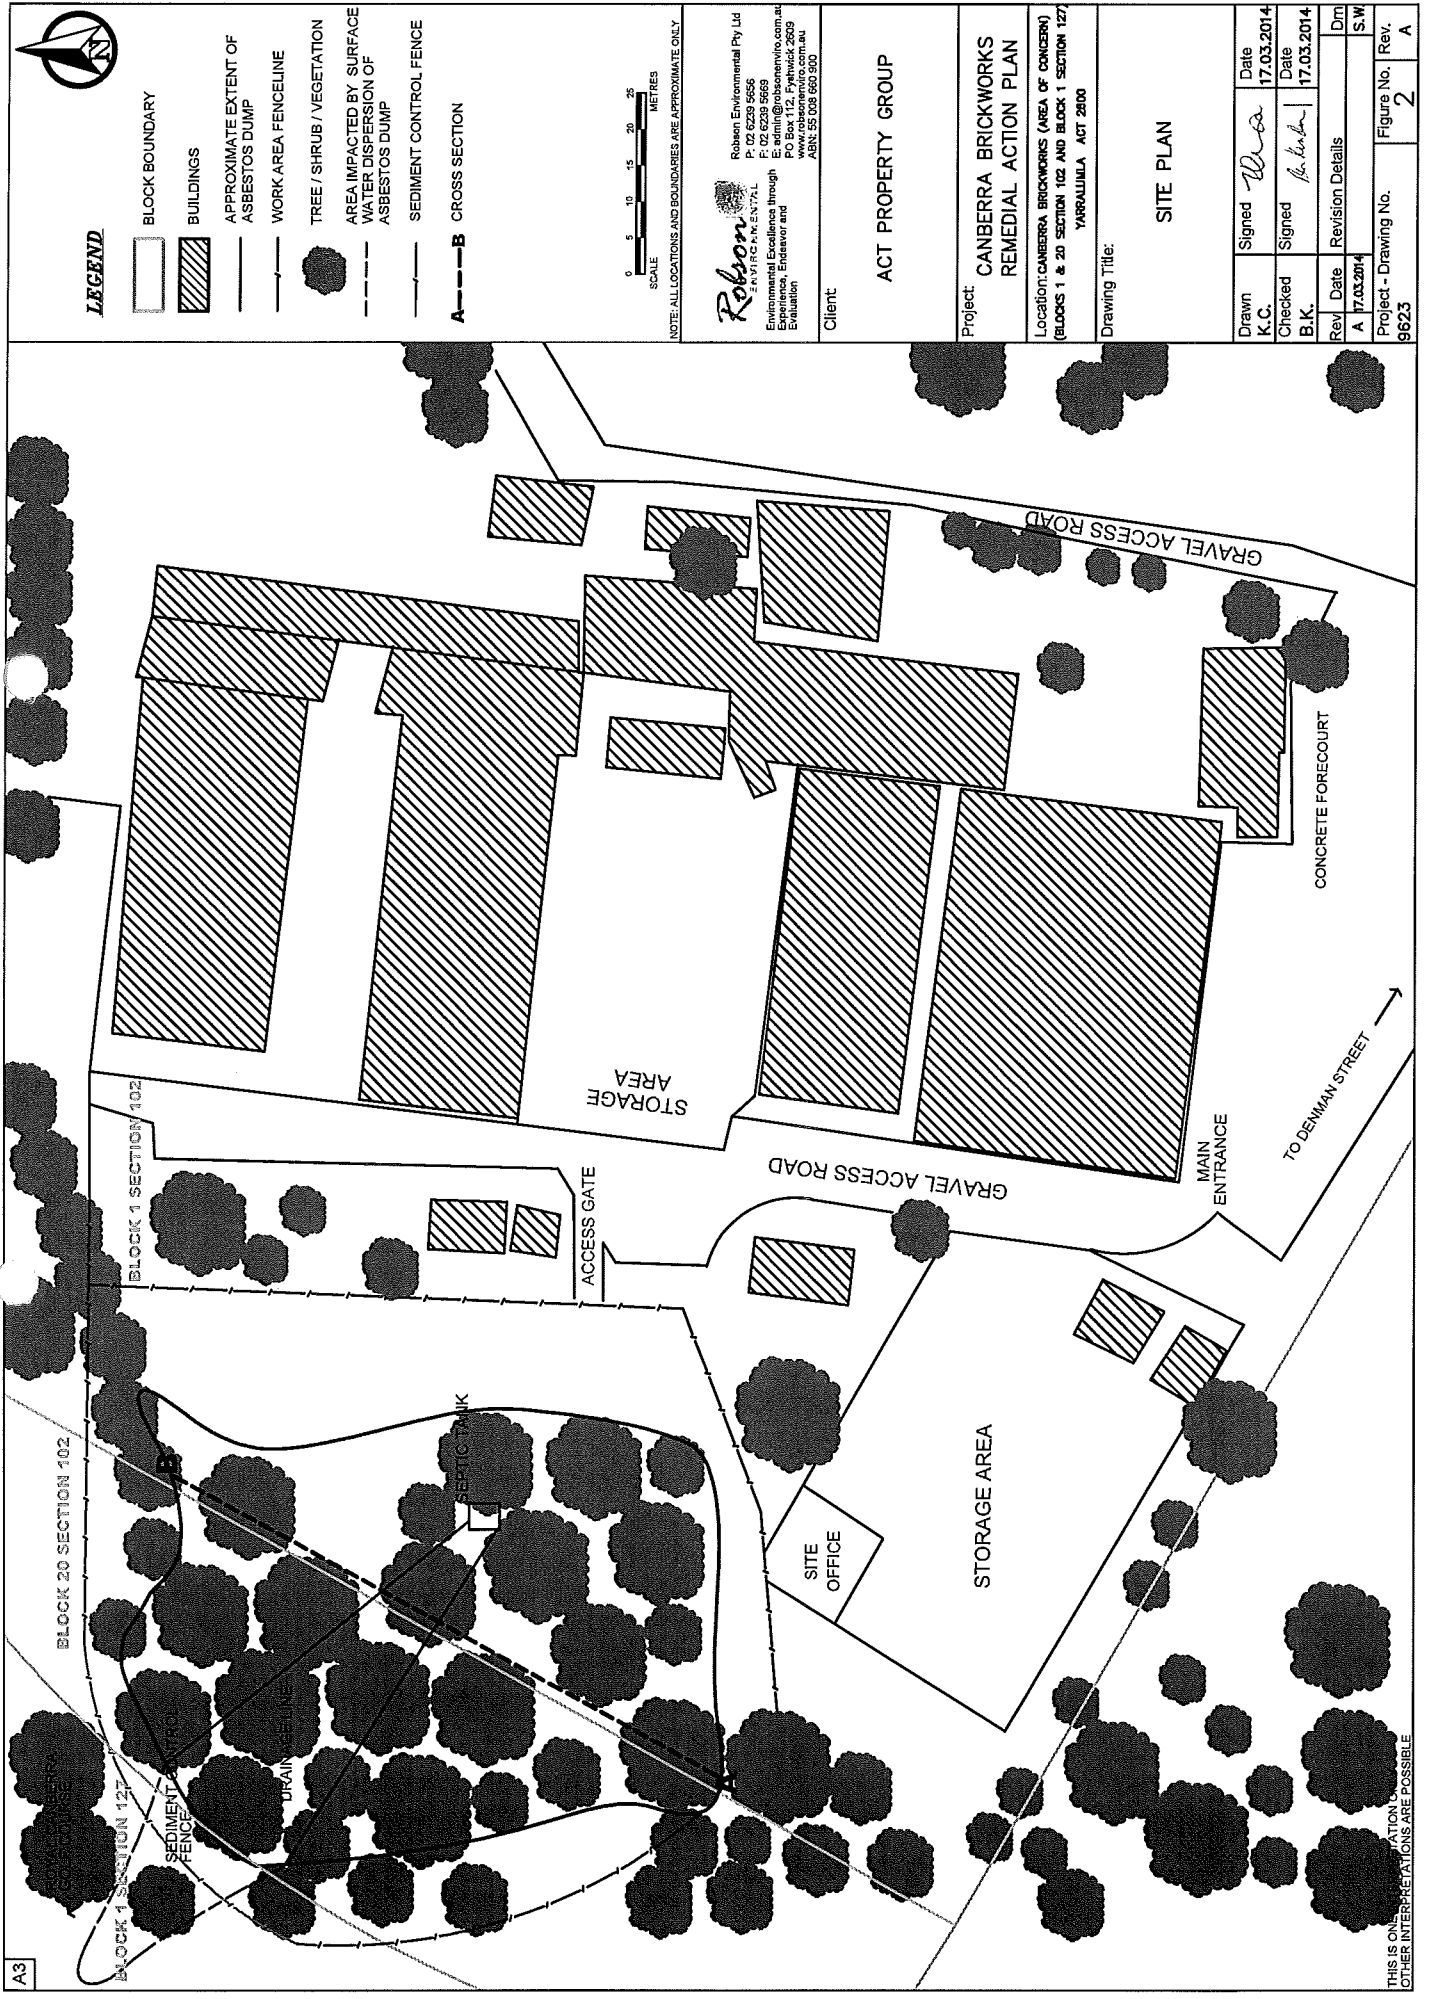 A3
N
LEGEND
BLOCK BOUNDARY
BUILDINGS
APPROXIMATE EXTENT OF
ASBESTOS DUMP
WORK AREA FENCELINE
TREE / SHRUB / VEGETATION
AREA IMPACTED BY SURFACE
WATER DISPERSION OF
ASBESTOS DUMP
SEDIMENT CONTROL FENCE
A B CROSS SECTION
0 5 10 15 20 25
SCALE METRES
NOTE: ALL LOCATIONS AND BOUNDARIES ARE APPROXIMATE ONLY
Robson
ENVIRONMENTAL
Environmental Excellence through
Experience, Endeavor and
Evaluation
Robson Environmental Pty Ltd
P: 02 6239 5656
F: 02 6239 5669
E: admin@robsonenviro.com.au
PO Box 112, Fyshwick 2609
www.robsonenviro.com.au
ABN: 55 008 660 900
Client:
ACT PROPERTY GROUP
Project:
CANBERRA BRICKWORKS
REMEDIAL ACTION PLAN
Location: CANBERRA BRICKWORKS (AREA OF CONCERN)
(BLOCKS 1 & 20 SECTION 102 AND BLOCK 1 SECTION 127)
YARRALUMLA ACT 2600
Drawing Title:
SITE PLAN
Drawn Signed Date
K.C. 17.03.2014
Checked Signed Date
B.K. 17.03.2014
Rev Date Revision Details Drn
A 17.03.2014 S.W.
Project - Drawing No. Figure No. Rev.
9623 2 A
ROYAL CANBERRA
GOLF COURSE
BLOCK 1 SECTION 127
BLOCK 20 SECTION 102
BLOCK 1 SECTION 102
SEDIMENT CONTROL
FENCE
DRAINAGE LINE
SEPTIC TANK
A
B
ACCESS GATE
STORAGE
AREA
GRAVEL ACCESS ROAD
GRAVEL ACCESS ROAD
SITE
OFFICE
STORAGE AREA
MAIN
ENTRANCE
CONCRETE FORECOURT
TO DENMAN STREET
THIS IS ONE
OTHER INTERPRETATIONS ARE POSSIBLE